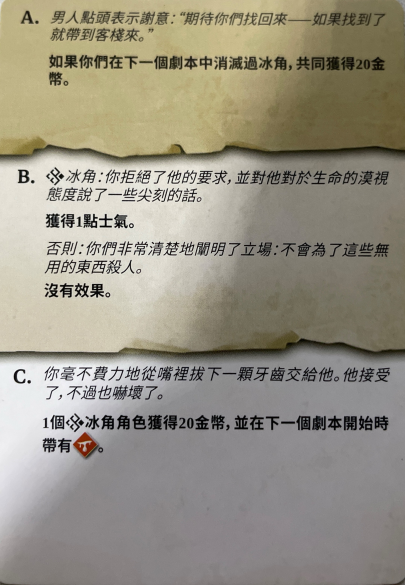 A. 男人點頭表示謝意：“期待你們找回來——如果找到了
就帶到客棧來。”
如果你們在下一個劇本中消滅過冰角，共同獲得20金
幣。
B. 冰角：你拒絕了他的要求，並對他對於生命的漠視
態度說了一些尖刻的話。
獲得1點士氣。
否則：你們非常清楚地闡明了立場：不會為了這些無
用的東西殺人。
沒有效果。
C. 你毫不費力地從嘴裡拔下一顆牙齒交給他。他接受
了，不過也嚇壞了。
1個冰角角色獲得20金幣，並在下一個劇本開始時
帶有。